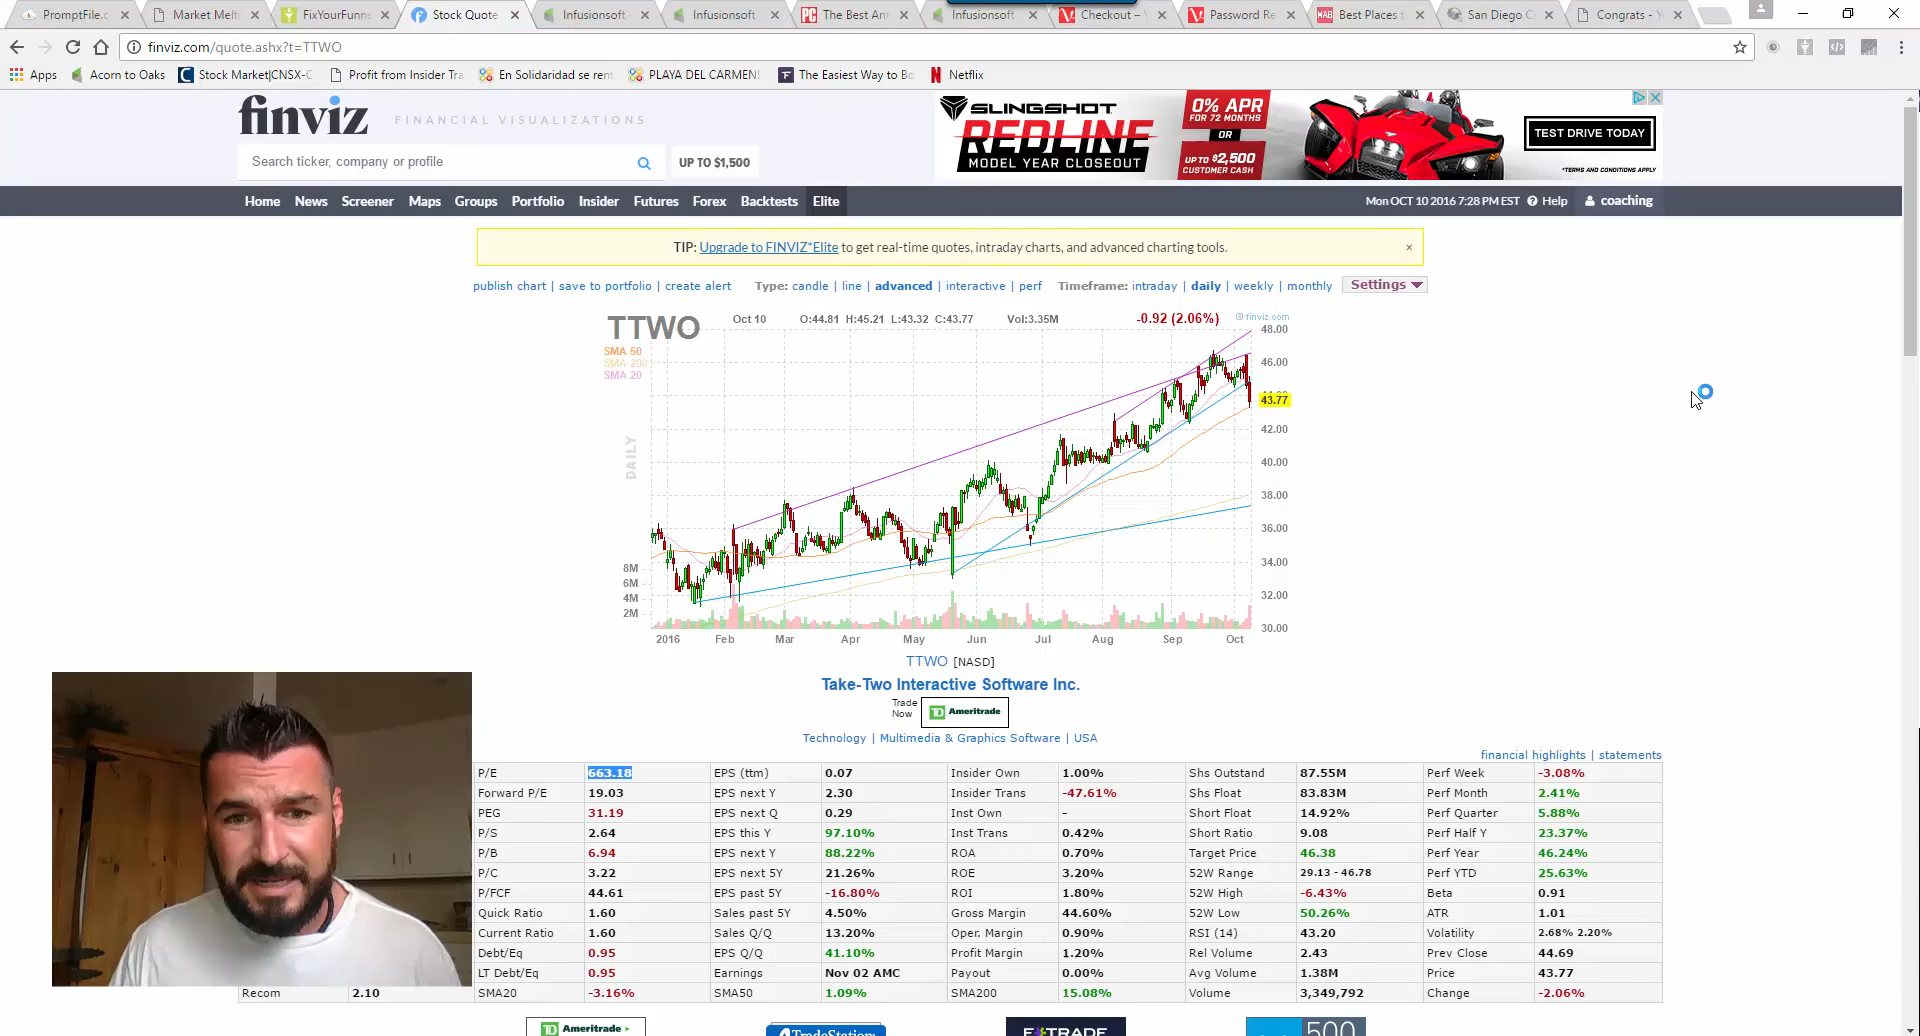 PromptFile.c
Market Melt
FixYourFunne
Stock Quote
Infusionsoft
Infusionsoft
The Best Ant
Infusionsoft
Checkout –
Password Re
Best Places t
San Diego C
Congrats - Y
finviz.com/quote.ashx?t=TTWO
Apps
Acorn to Oaks
Stock Market|CNSX-C
Profit from Insider Tra
En Solidaridad se rent
PLAYA DEL CARMEN!
The Easiest Way to Bo
Netflix
finviz FINANCIAL VISUALIZATIONS
SLINGSHOT
REDLINE
MODEL YEAR CLOSEOUT
0% APR
FOR 72 MONTHS
OR
UP TO $2,500
CUSTOMER CASH
TEST DRIVE TODAY
*TERMS AND CONDITIONS APPLY
Search ticker, company or profile
UP TO $1,500
Home News Screener Maps Groups Portfolio Insider Futures Forex Backtests Elite
Mon OCT 10 2016 7:28 PM EST Help coaching
TIP: Upgrade to FINVIZ*Elite to get real-time quotes, intraday charts, and advanced charting tools. ×
publish chart | save to portfolio | create alert Type: candle | line | advanced | interactive | perf Timeframe: intraday | daily | weekly | monthly Settings
TTWO Oct 10 O:44.81 H:45.21 L:43.32 C:43.77 Vol:3.35M -0.92 (2.06%) © finviz.com
SMA 50
SMA 200
SMA 20
DAILY
48.00
46.00
43.77
42.00
40.00
38.00
36.00
34.00
32.00
30.00
8M
6M
4M
2M
2016 Feb Mar Apr May Jun Jul Aug Sep Oct
TTWO [NASD]
Take-Two Interactive Software Inc.
Trade Now
TD Ameritrade
Technology | Multimedia & Graphics Software | USA
financial highlights | statements
P/E 663.18 EPS (ttm) 0.07 Insider Own 1.00% Shs Outstand 87.55M Perf Week -3.08%
Forward P/E 19.03 EPS next Y 2.30 Insider Trans -47.61% Shs Float 83.83M Perf Month 2.41%
PEG 31.19 EPS next Q 0.29 Inst Own - Short Float 14.92% Perf Quarter 5.88%
P/S 2.64 EPS this Y 97.10% Inst Trans 0.42% Short Ratio 9.08 Perf Half Y 23.37%
P/B 6.94 EPS next Y 88.22% ROA 0.70% Target Price 46.38 Perf Year 46.24%
P/C 3.22 EPS next 5Y 21.26% ROE 3.20% 52W Range 29.13 - 46.78 Perf YTD 25.63%
P/FCF 44.61 EPS past 5Y -16.80% ROI 1.80% 52W High -6.43% Beta 0.91
Quick Ratio 1.60 Sales past 5Y 4.50% Gross Margin 44.60% 52W Low 50.26% ATR 1.01
Current Ratio 1.60 Sales Q/Q 13.20% Oper. Margin 0.90% RSI (14) 43.20 Volatility 2.68% 2.20%
Debt/Eq 0.95 EPS Q/Q 41.10% Profit Margin 1.20% Rel Volume 2.43 Prev Close 44.69
LT Debt/Eq 0.95 Earnings Nov 02 AMC Payout 0.00% Avg Volume 1.38M Price 43.77
Recom 2.10 SMA20 -3.16% SMA50 1.09% SMA200 15.08% Volume 3,349,792 Change -2.06%
TD Ameritrade
TradeStation
E*TRADE
500